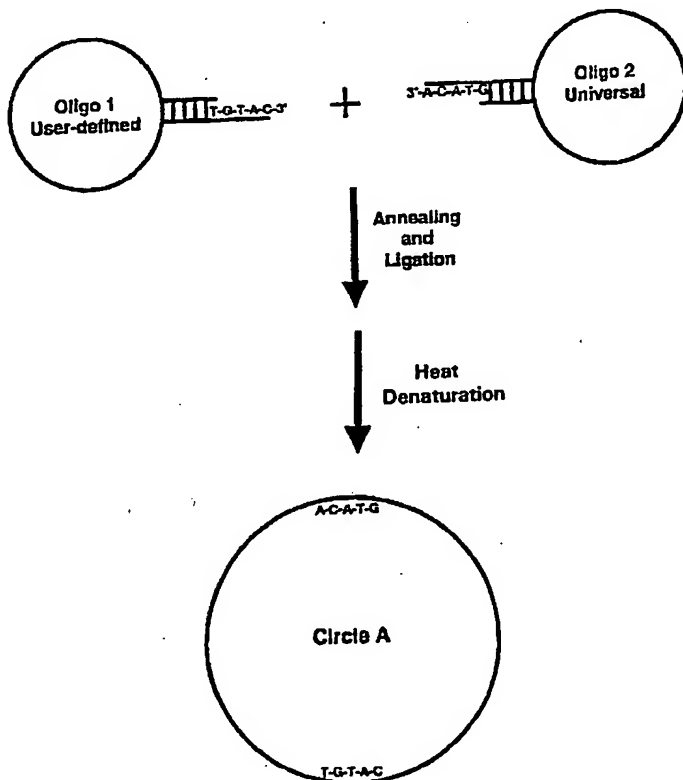 Oligo 1
User-defined
T-G-T-A-C-3'
+
3'-A-C-A-T-G
Oligo 2
Universal
Annealing
and
Ligation
Heat
Denaturation
A-C-A-T-G
Circle A
T-G-T-A-C